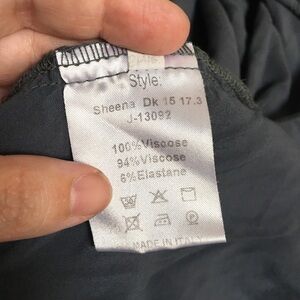 Style:
Sheena Dk 15 17.3
J-13092
100%Viscose
94%Viscose
6%Elastane
MADE IN ITALY